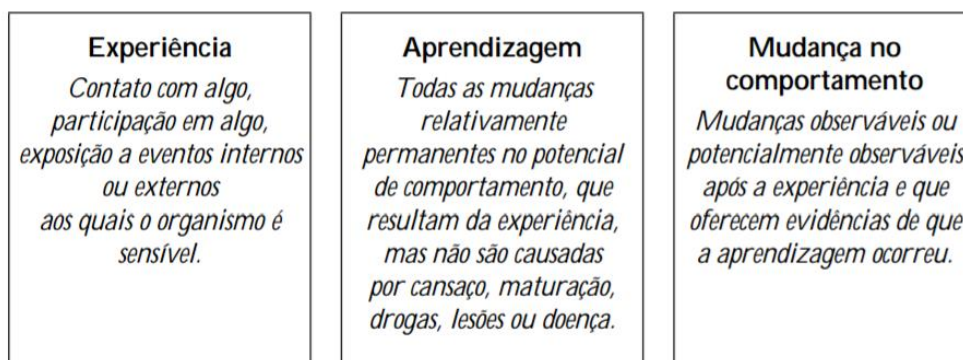 Experiência
Contato com algo,
participação em algo,
exposição a eventos internos
ou externos
aos quais o organismo é
sensível.
Aprendizagem
Todas as mudanças
relativamente
permanentes no potencial
de comportamento, que
resultam da experiência,
mas não são causadas
por cansaço, maturação,
drogas, lesões ou doença.
Mudança no
comportamento
Mudanças observáveis ou
potencialmente observáveis
após a experiência e que
oferecem evidências de que
a aprendizagem ocorreu.